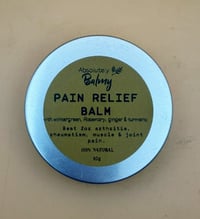 Absolutely
Balmy
PAIN RELIEF
BALM
with wintergreen, Rosemary, ginger & turmeric
Best for arthritis,
rheumatism, muscle & joint
pain.
100% NATURAL